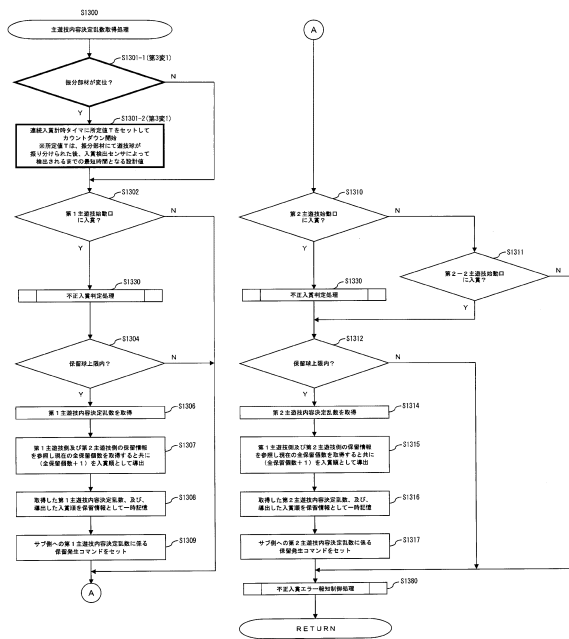 S1300
主遊技内容決定乱数取得処理
S1301-1(第3変1)
振分部材が変位?
N
Y
S1301-2(第3変1)
連続入賞計時タイマに所定値Tをセットして
カウントダウン開始
※所定値Tは、振分部材にて遊技球が
振り分けられた後、入賞検出センサによって
検出されるまでの最短時間となる設計値
S1302
第1主遊技始動口
に入賞?
N
Y
S1330
不正入賞判定処理
S1304
保留球上限内?
N
Y
S1306
第1主遊技内容決定乱数を取得
S1307
第1主遊技側及び第2主遊技側の保留情報
を参照し現在の全保留個数を取得すると共に
(全保留個数+1)を入賞順として導出
S1308
取得した第1主遊技内容決定乱数、及び、
導出した入賞順を保留情報として一時記憶
S1309
サブ側への第1主遊技内容決定乱数に係る
保留発生コマンドをセット
A
A
S1310
第2主遊技始動口
に入賞?
N
Y
S1311
第2-2主遊技始動口
に入賞?
N
Y
S1330
不正入賞判定処理
S1312
保留球上限内?
N
Y
S1314
第2主遊技内容決定乱数を取得
S1315
第1主遊技側及び第2主遊技側の保留情報
を参照し現在の全保留個数を取得すると共に
(全保留個数+1)を入賞順として導出
S1316
取得した第2主遊技内容決定乱数、及び、
導出した入賞順を保留情報として一時記憶
S1317
サブ側への第2主遊技内容決定乱数に係る
保留発生コマンドをセット
S1380
不正入賞エラー報知制御処理
RETURN